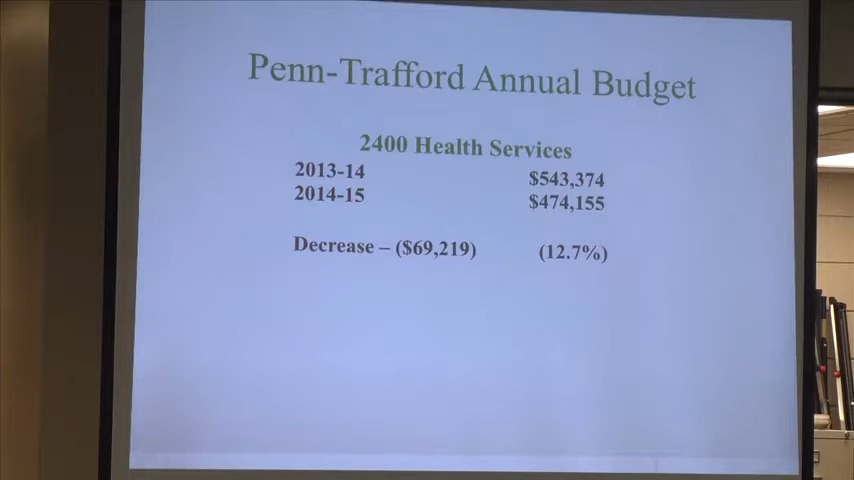 Penn-Trafford Annual Budget
2400 Health Services
2013-14 $543,374
2014-15 $474,155
Decrease – ($69,219) (12.7%)